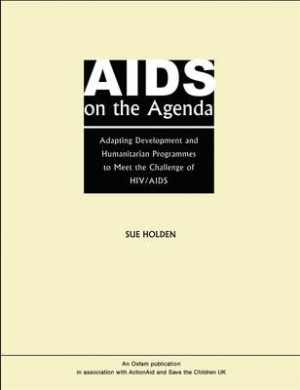 AIDS
on the Agenda
Adapting Development and
Humanitarian Programmes
to Meet the Challenge of
HIV/AIDS
SUE HOLDEN
An Oxfam publication
in association with ActionAid and Save the Children UK